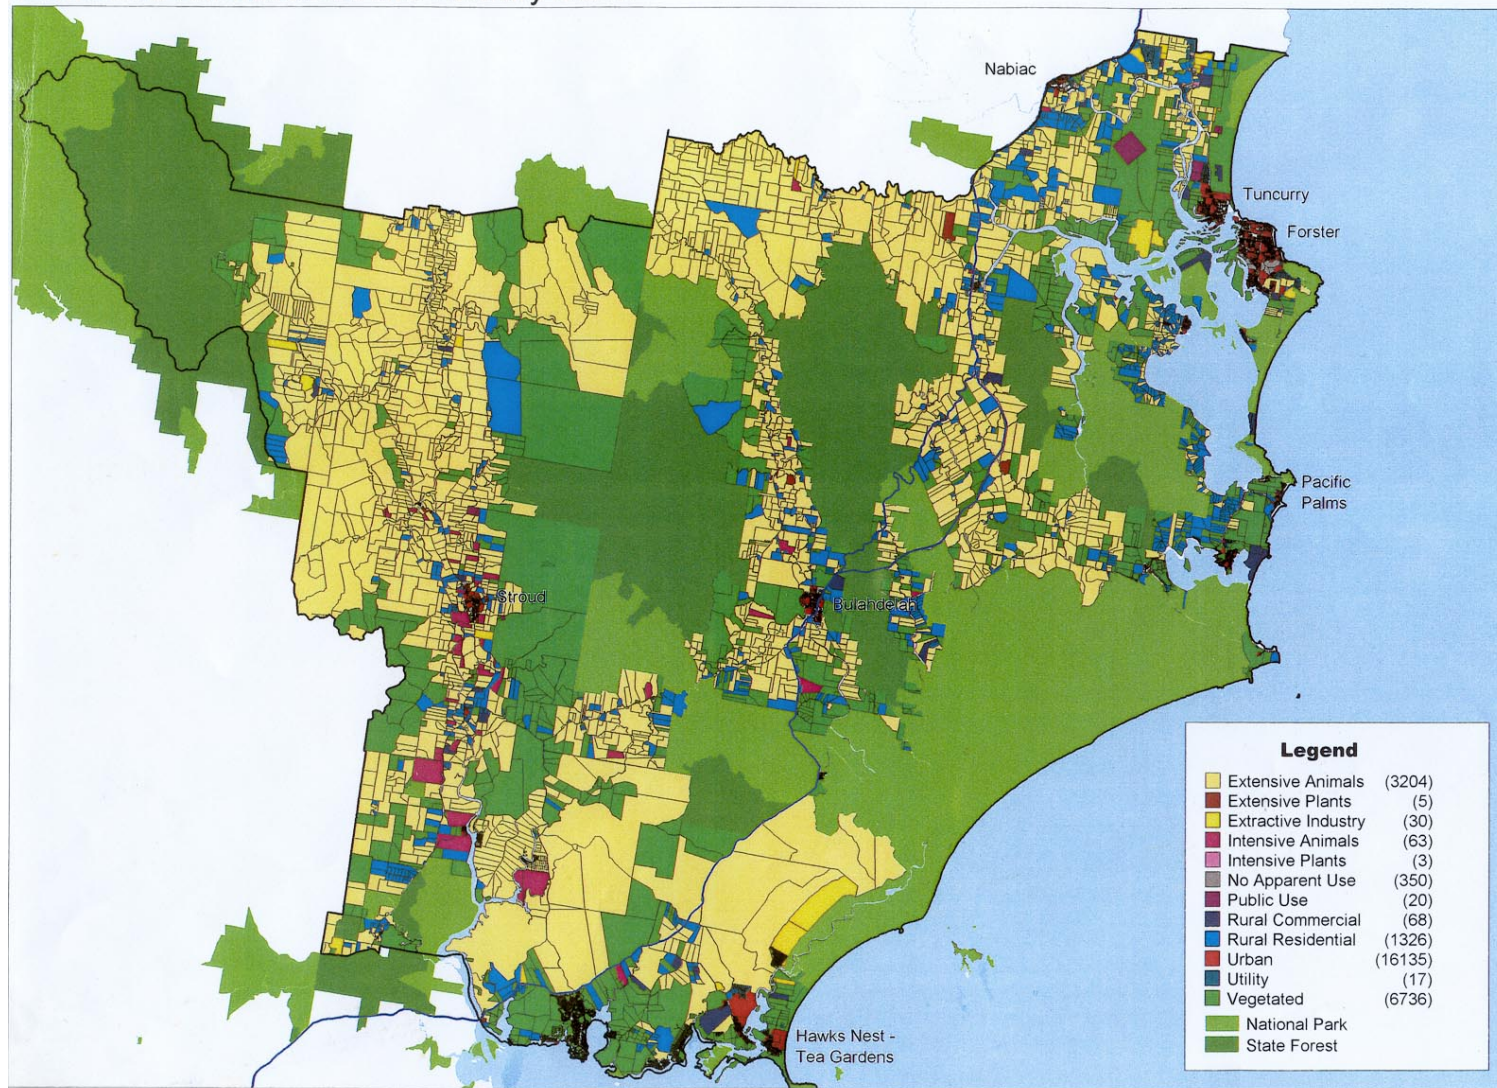 Nabiac
Tuncurry
Forster
Pacific
Palms
Stroud
Bulahdelah
Hawks Nest -
Tea Gardens
Legend
Extensive Animals (3204)
Extensive Plants (5)
Extractive Industry (30)
Intensive Animals (63)
Intensive Plants (3)
No Apparent Use (350)
Public Use (20)
Rural Commercial (68)
Rural Residential (1326)
Urban (16135)
Utility (17)
Vegetated (6736)
National Park
State Forest